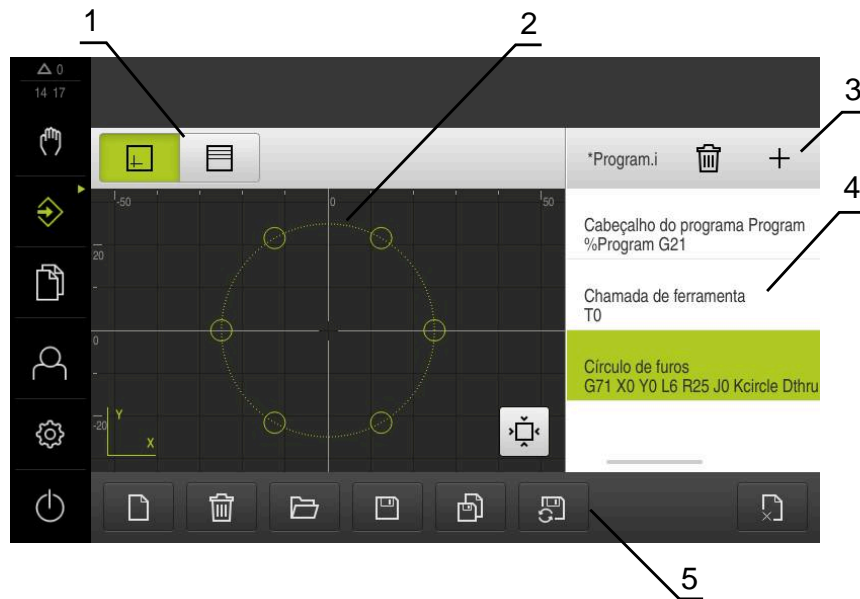 1
2
3
4
5
0
14 17
*Program.i
-50
0
50
20
0
-20
Y
X
Cabeçalho do programa Program
%Program G21
Chamada de ferramenta
T0
Círculo de furos
G71 X0 Y0 L6 R25 J0 Kcircle Dthru